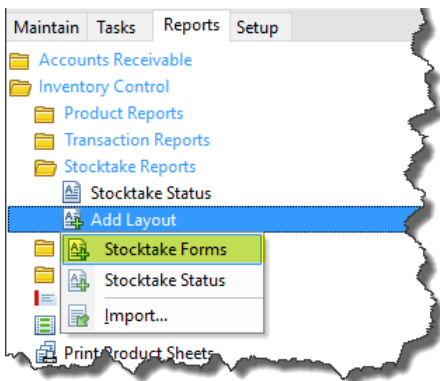 Maintain Tasks Reports Setup
Accounts Receivable
Inventory Control
Product Reports
Transaction Reports
Stocktake Reports
Stocktake Status
Add Layout
Stocktake Forms
Stocktake Status
Import...
Print Product Sheets